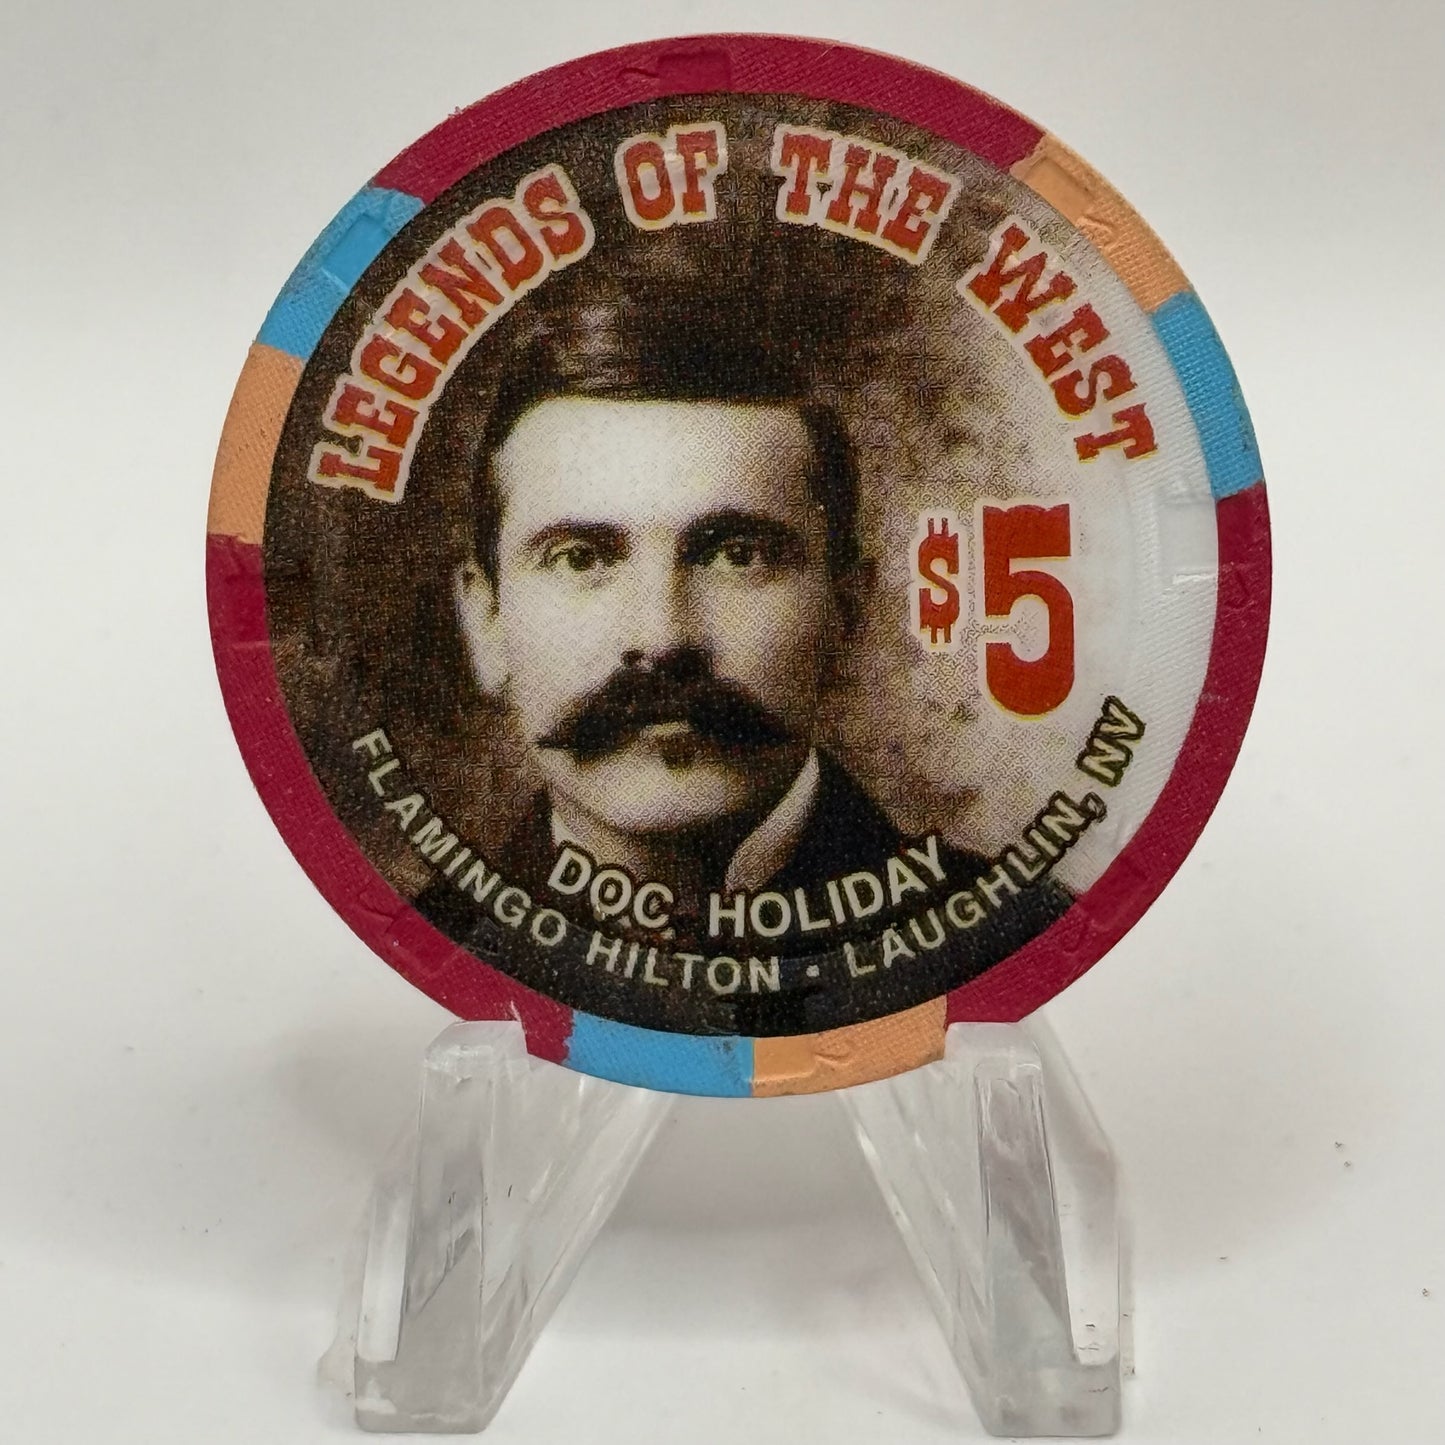 LEGENDS OF THE WEST
$5
DOC HOLIDAY
FLAMINGO HILTON · LAUGHLIN, NV